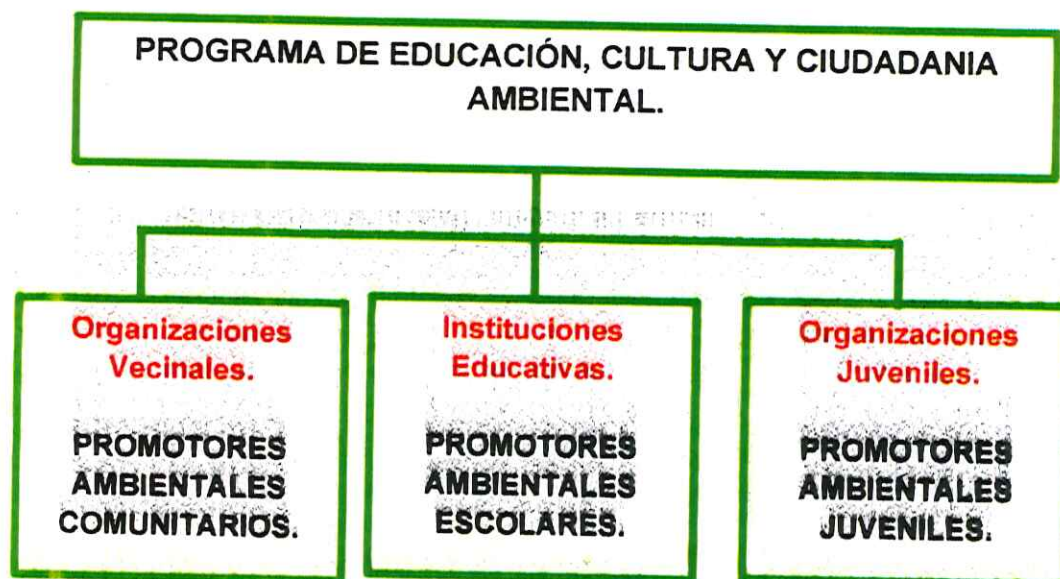 PROGRAMA DE EDUCACIÓN, CULTURA Y CIUDADANIA
AMBIENTAL.
Organizaciones
Vecinales.
PROMOTORES
AMBIENTALES
COMUNITARIOS.
Instituciones
Educativas.
PROMOTORES
AMBIENTALES
ESCOLARES.
Organizaciones
Juveniles.
PROMOTORES
AMBIENTALES
JUVENILES.